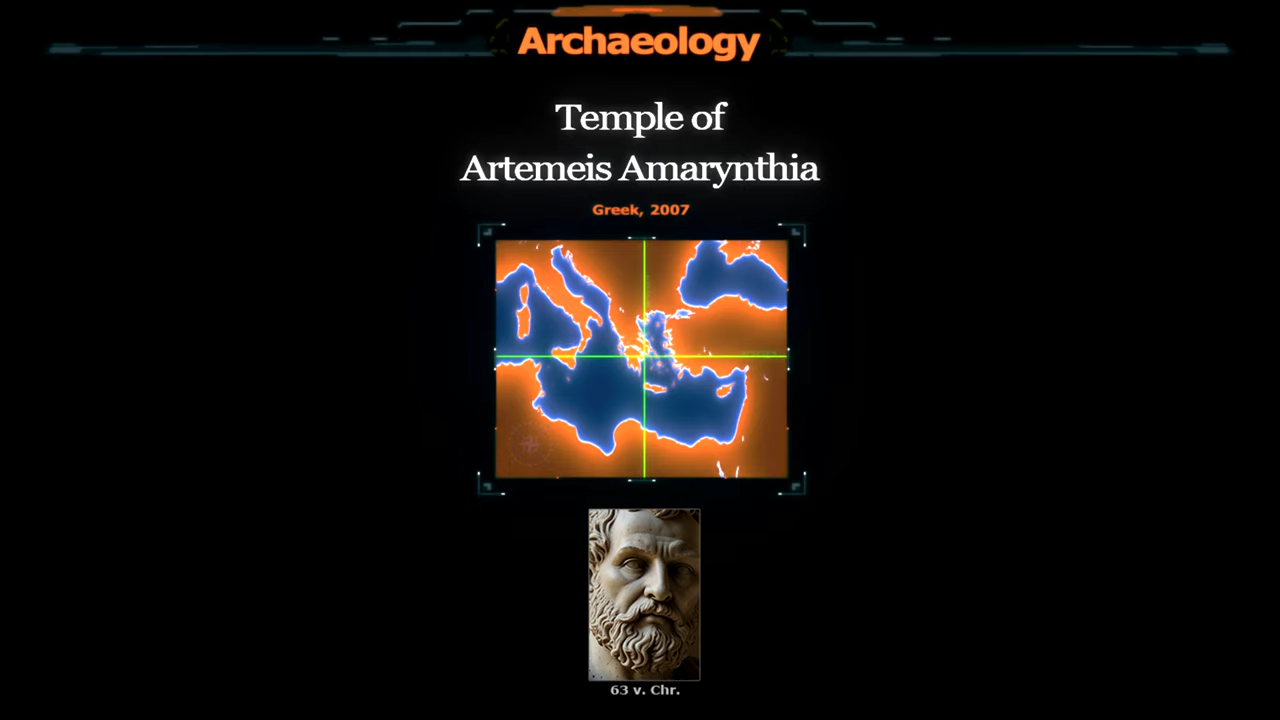 Archaeology
Temple of
Artemeis Amarynthia
Greek, 2007
63 v. Chr.